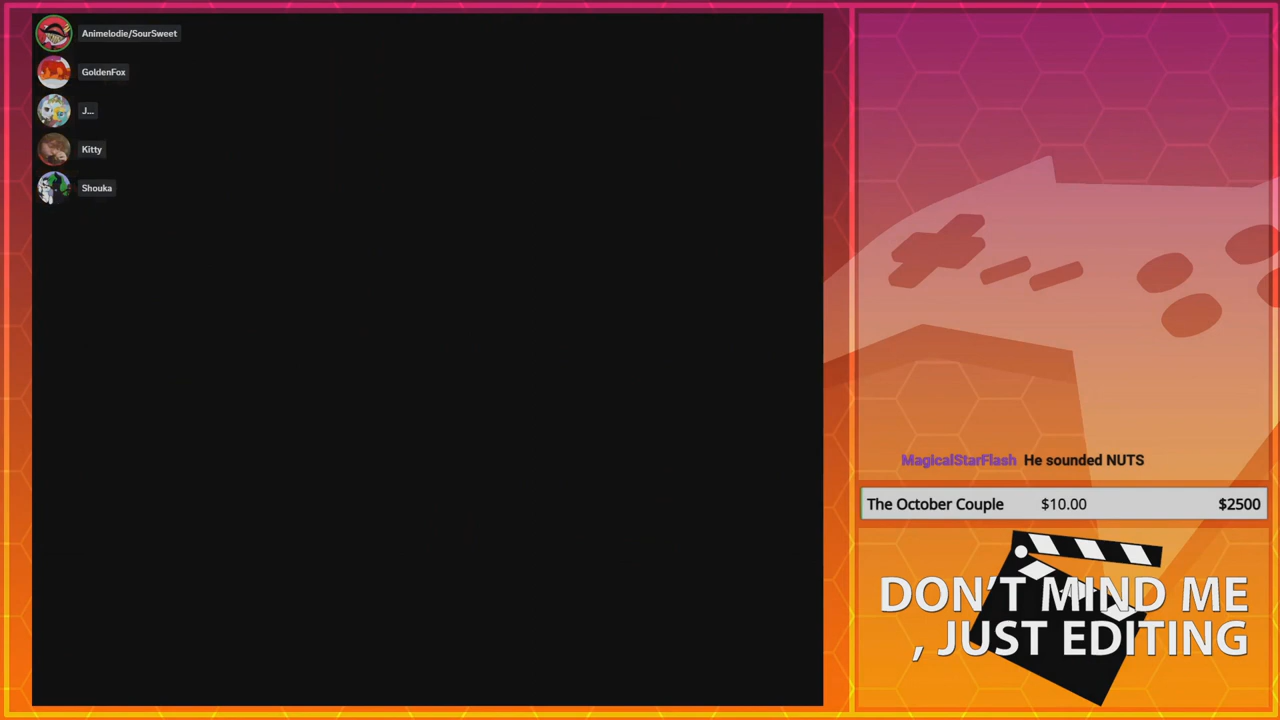 Animelodie/SourSweet
GoldenFox
J...
Kitty
Shouka
MagicalStarFlash He sounded NUTS
The October Couple $10.00 $2500
DON'T MIND ME
, JUST EDITING